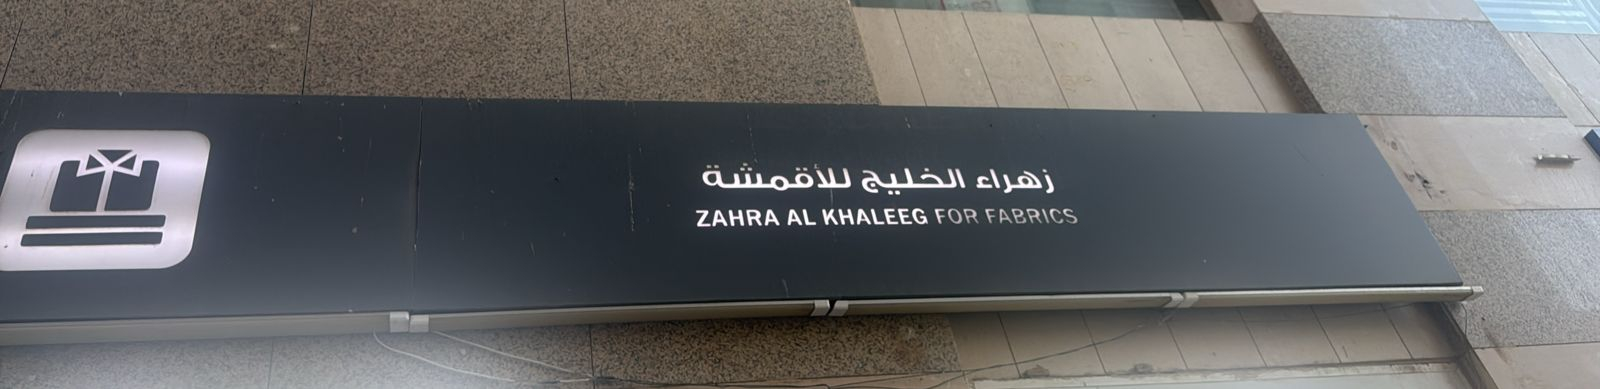 زهراء الخليج للأقمشة
ZAHRA AL KHALEEG FOR FABRICS